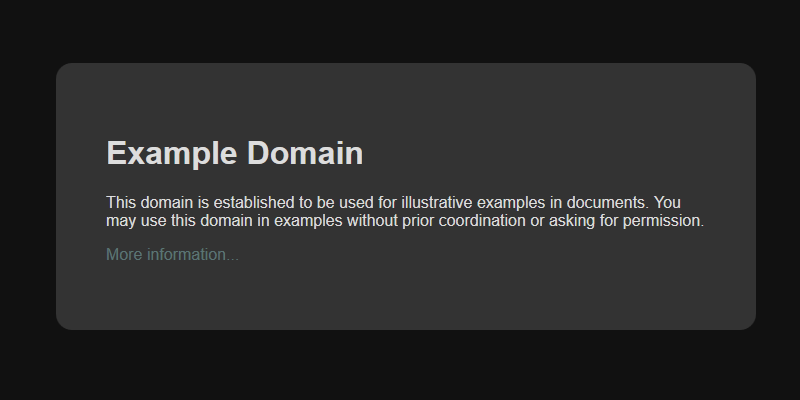 Example Domain
This domain is established to be used for illustrative examples in documents. You
may use this domain in examples without prior coordination or asking for permission.
More information...